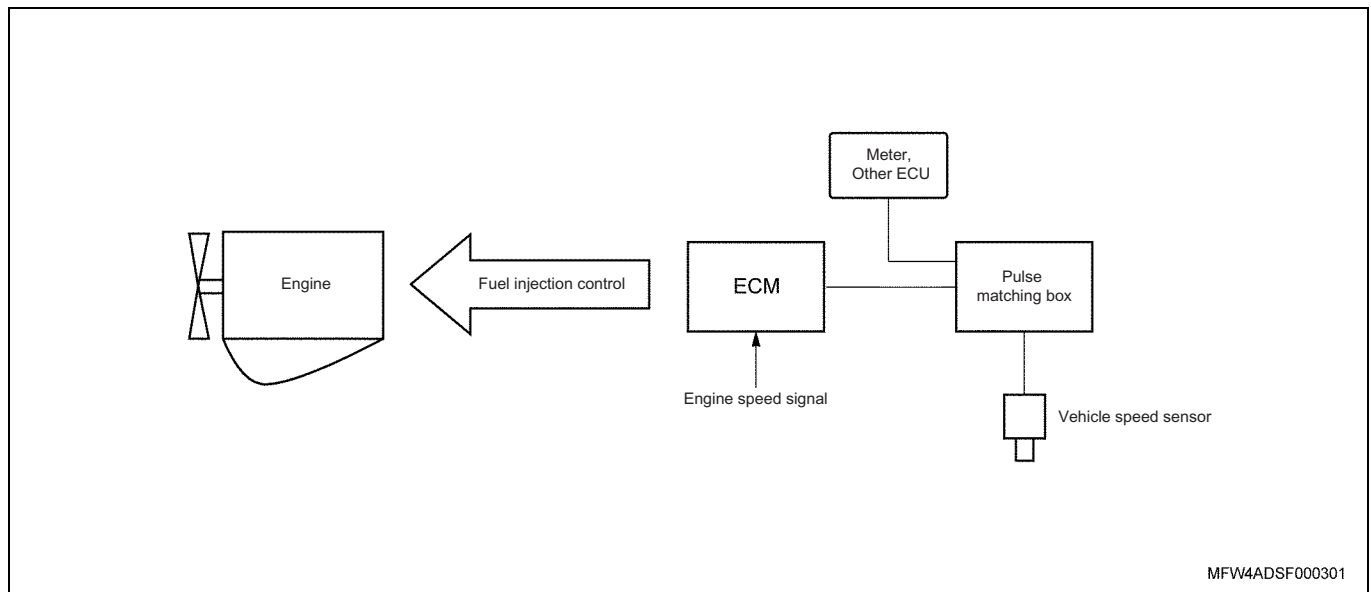 Meter,
Other ECU
Engine
Fuel injection control
ECM
Pulse
matching box
Engine speed signal
Vehicle speed sensor
MFW4ADSF000301